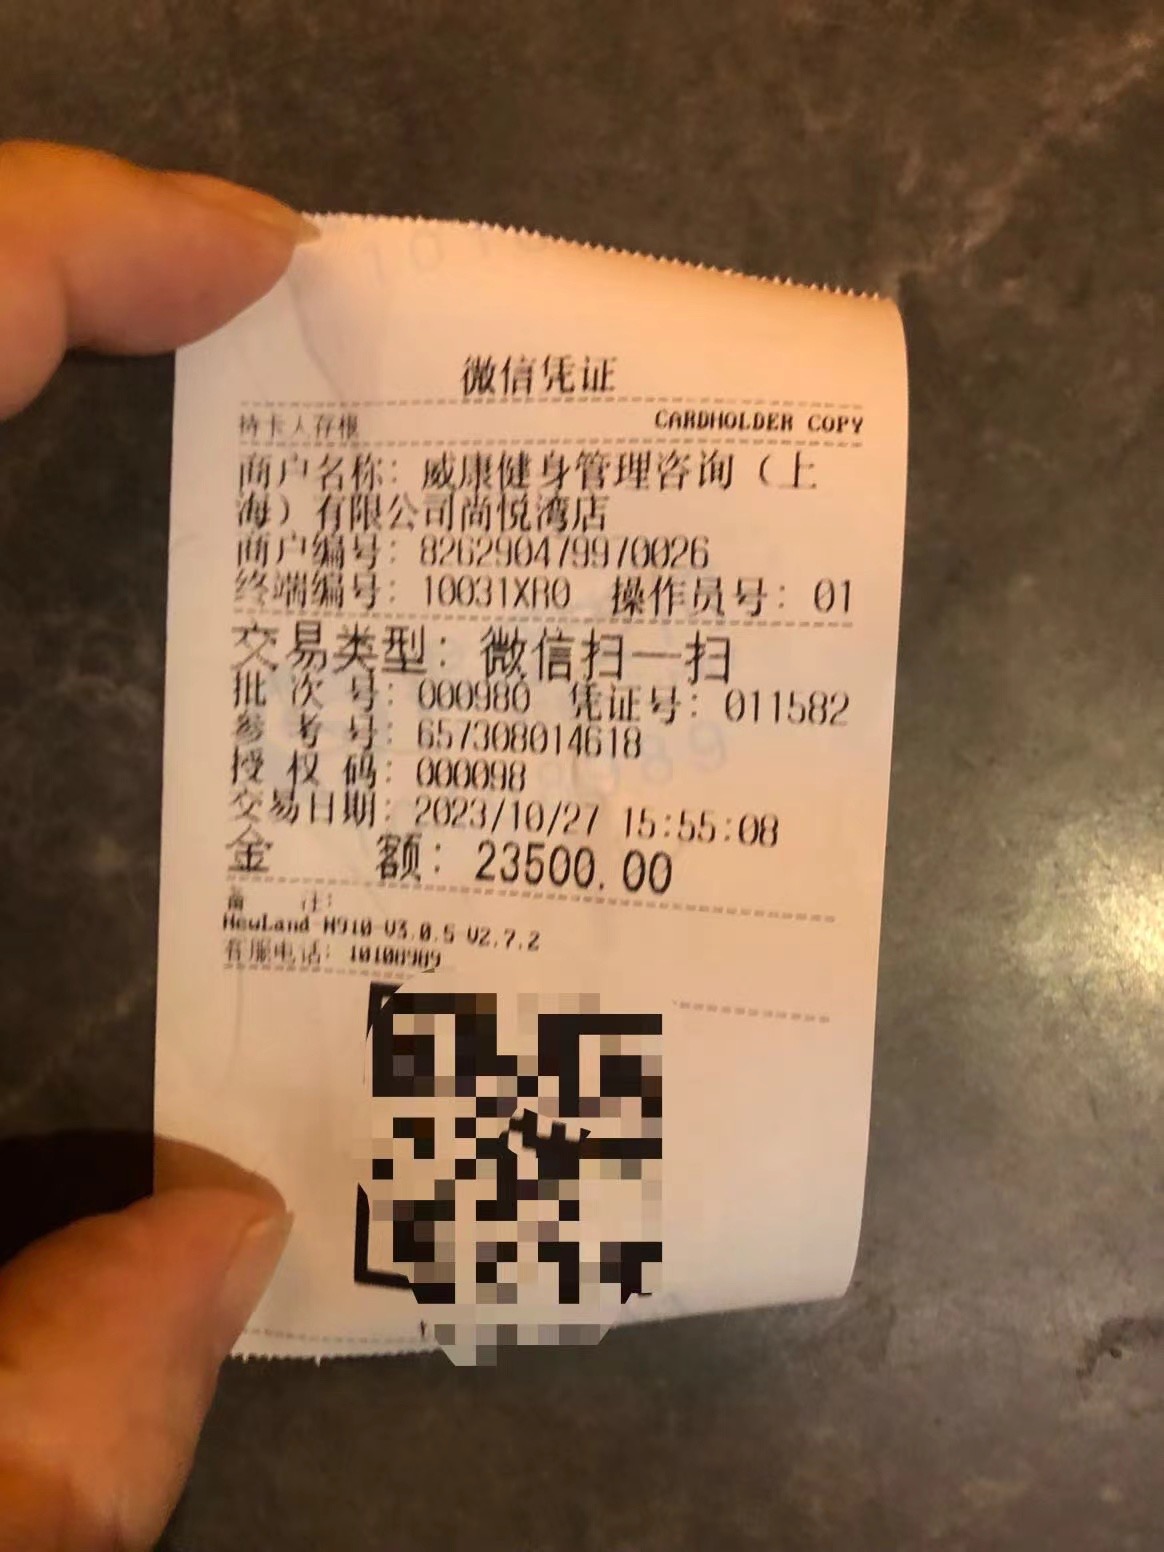 微信凭证
持卡人存根 CARDHOLDER COPY
商户名称: 威康健身管理咨询（上
海）有限公司尚悦湾店
商户编号: 826290479970026
终端编号: 10031XR0 操作员号: 01
交易类型: 微信扫一扫
批次号: 000980 凭证号: 011582
参考号: 657308014618
授权码: 000098
交易日期: 2023/10/27 15:55:08
金额: 23500.00
备注:
NewLand-N910-V3.0.5 V2.7.2
客服电话: 10108989